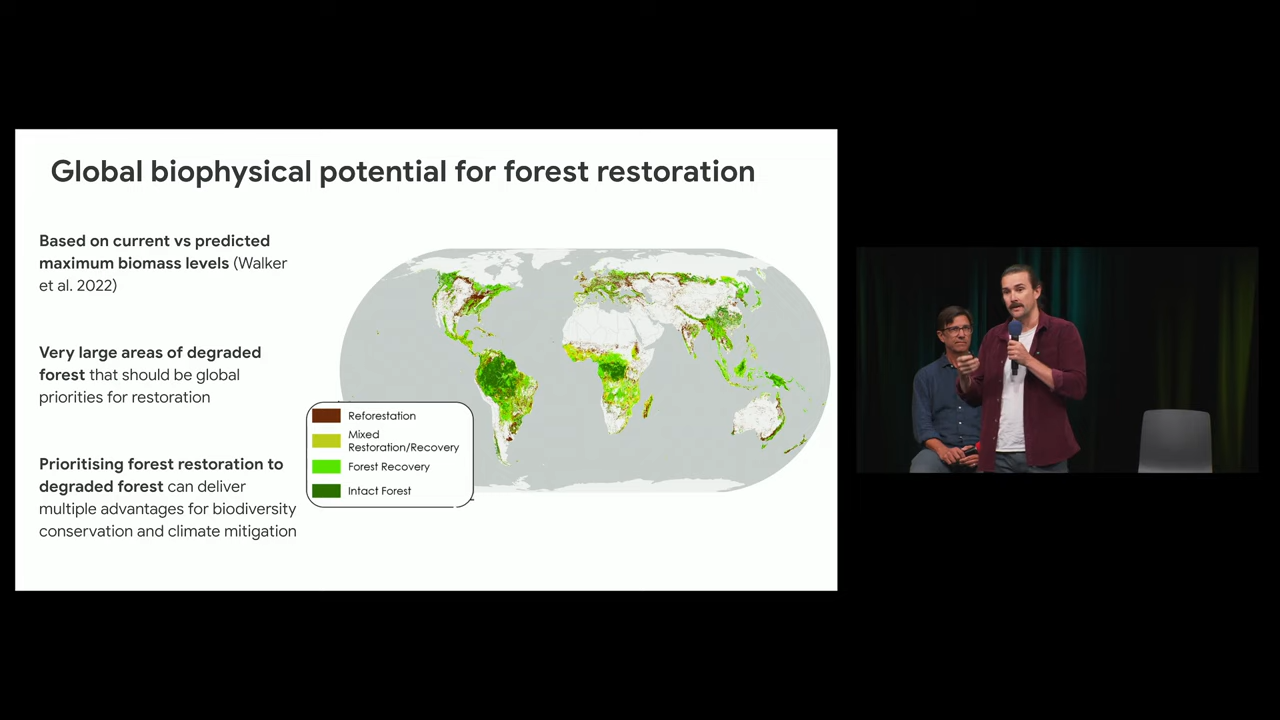 Global biophysical potential for forest restoration
Based on current vs predicted
maximum biomass levels (Walker
et al. 2022)
Very large areas of degraded
forest that should be global
priorities for restoration
Prioritising forest restoration to
degraded forest can deliver
multiple advantages for biodiversity
conservation and climate mitigation
Reforestation
Mixed
Restoration/Recovery
Forest Recovery
Intact Forest